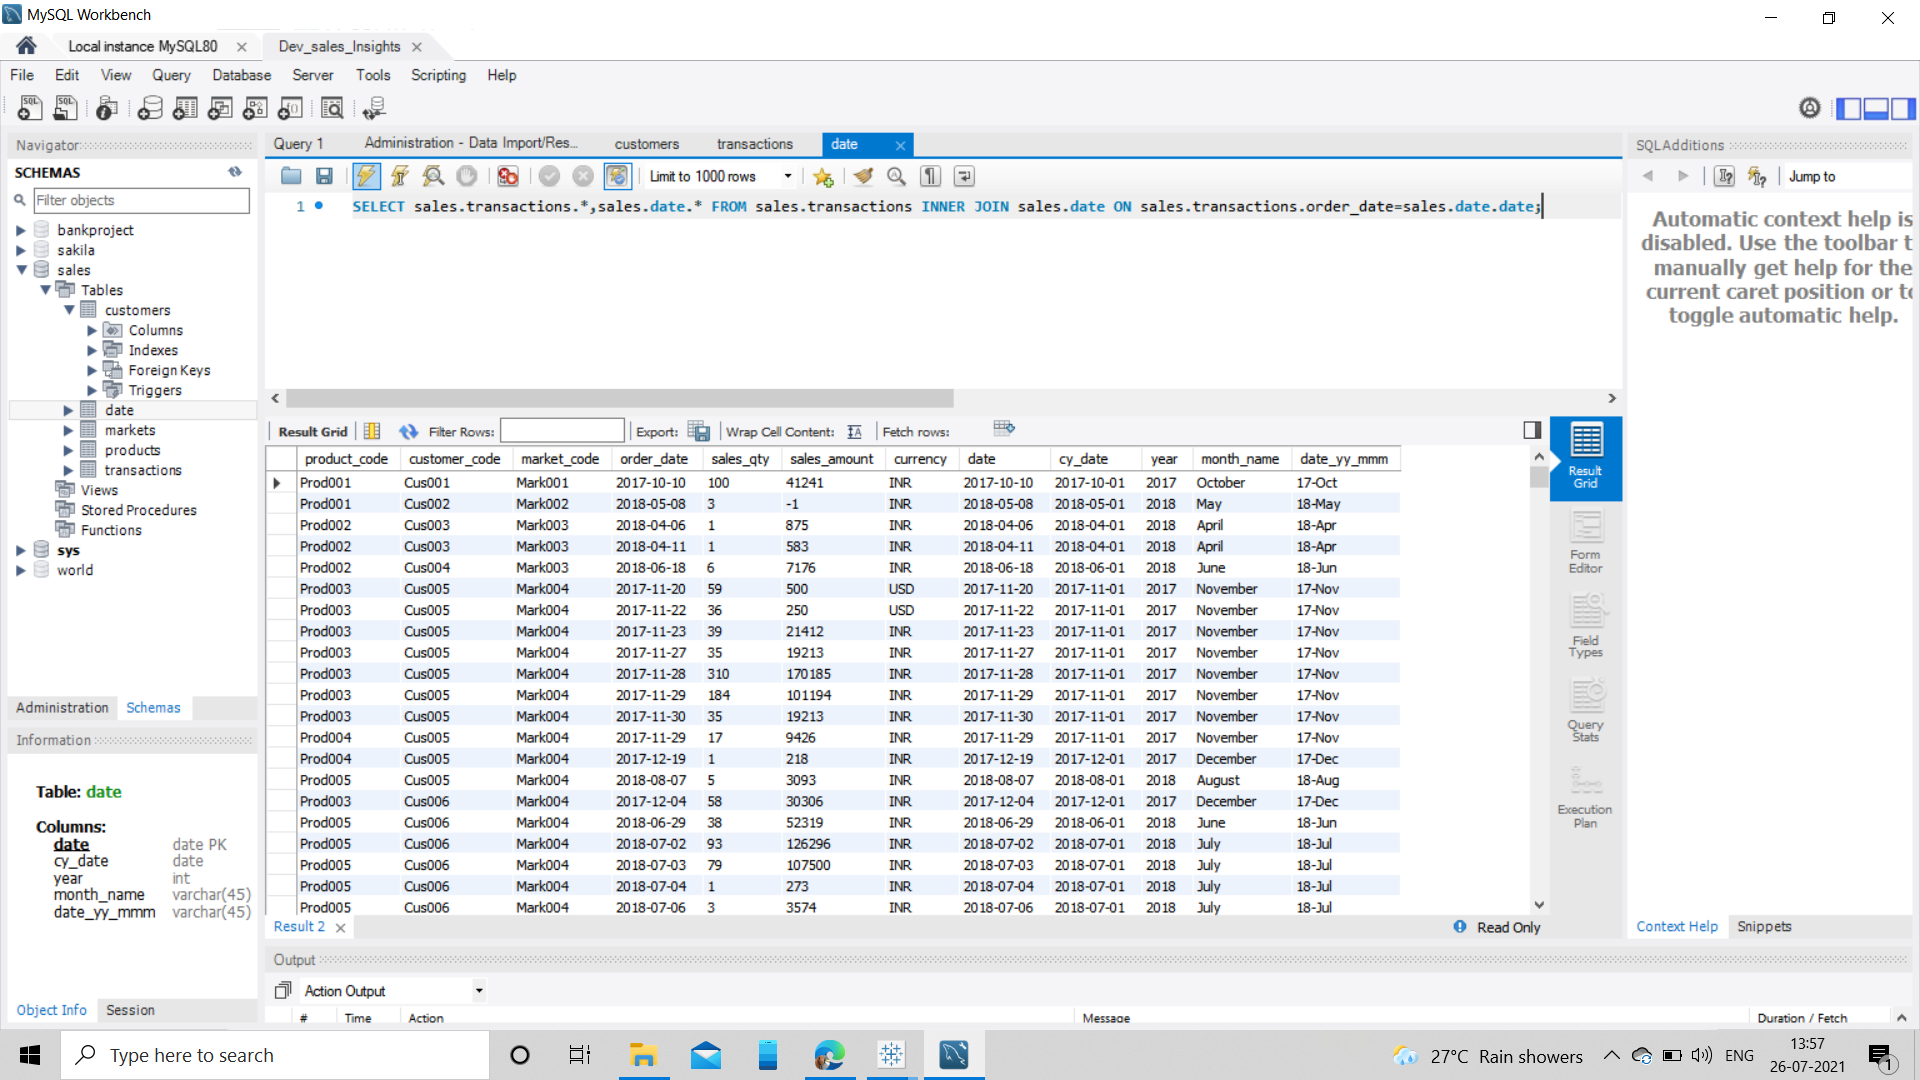 MySQL Workbench
Local instance MySQL80
Dev_sales_Insights
File Edit View Query Database Server Tools Scripting Help
Navigator
SCHEMAS
Filter objects
bankproject
sakila
sales
Tables
customers
Columns
Indexes
Foreign Keys
Triggers
date
markets
products
transactions
Views
Stored Procedures
Functions
sys
world
Administration Schemas
Information
Table: date
Columns:
date date PK
cy_date date
year int
month_name varchar(45)
date_yy_mmm varchar(45)
Object Info Session
Query 1 Administration - Data Import/Res... customers transactions date
Limit to 1000 rows
1 SELECT sales.transactions.*,sales.date.* FROM sales.transactions INNER JOIN sales.date ON sales.transactions.order_date=sales.date.date;
Result Grid Filter Rows: Export: Wrap Cell Content: Fetch rows:
product_code customer_code market_code order_date sales_qty sales_amount currency date cy_date year month_name date_yy_mmm
Prod001 Cus001 Mark001 2017-10-10 100 41241 INR 2017-10-10 2017-10-01 2017 October 17-Oct
Prod001 Cus002 Mark002 2018-05-08 3 -1 INR 2018-05-08 2018-05-01 2018 May 18-May
Prod002 Cus003 Mark003 2018-04-06 1 875 INR 2018-04-06 2018-04-01 2018 April 18-Apr
Prod002 Cus003 Mark003 2018-04-11 1 583 INR 2018-04-11 2018-04-01 2018 April 18-Apr
Prod002 Cus004 Mark003 2018-06-18 6 7176 INR 2018-06-18 2018-06-01 2018 June 18-Jun
Prod003 Cus005 Mark004 2017-11-20 59 500 USD 2017-11-20 2017-11-01 2017 November 17-Nov
Prod003 Cus005 Mark004 2017-11-22 36 250 USD 2017-11-22 2017-11-01 2017 November 17-Nov
Prod003 Cus005 Mark004 2017-11-23 39 21412 INR 2017-11-23 2017-11-01 2017 November 17-Nov
Prod003 Cus005 Mark004 2017-11-27 35 19213 INR 2017-11-27 2017-11-01 2017 November 17-Nov
Prod003 Cus005 Mark004 2017-11-28 310 170185 INR 2017-11-28 2017-11-01 2017 November 17-Nov
Prod003 Cus005 Mark004 2017-11-29 184 101194 INR 2017-11-29 2017-11-01 2017 November 17-Nov
Prod003 Cus005 Mark004 2017-11-30 35 19213 INR 2017-11-30 2017-11-01 2017 November 17-Nov
Prod004 Cus005 Mark004 2017-11-29 17 9426 INR 2017-11-29 2017-11-01 2017 November 17-Nov
Prod004 Cus005 Mark004 2017-12-19 1 218 INR 2017-12-19 2017-12-01 2017 December 17-Dec
Prod005 Cus005 Mark004 2018-08-07 5 3093 INR 2018-08-07 2018-08-01 2018 August 18-Aug
Prod003 Cus006 Mark004 2017-12-04 58 30306 INR 2017-12-04 2017-12-01 2017 December 17-Dec
Prod005 Cus006 Mark004 2018-06-29 38 52319 INR 2018-06-29 2018-06-01 2018 June 18-Jun
Prod005 Cus006 Mark004 2018-07-02 93 126296 INR 2018-07-02 2018-07-01 2018 July 18-Jul
Prod005 Cus006 Mark004 2018-07-03 79 107500 INR 2018-07-03 2018-07-01 2018 July 18-Jul
Prod005 Cus006 Mark004 2018-07-04 1 273 INR 2018-07-04 2018-07-01 2018 July 18-Jul
Prod005 Cus006 Mark004 2018-07-06 3 3574 INR 2018-07-06 2018-07-01 2018 July 18-Jul
Result Grid
Form Editor
Field Types
Query Stats
Execution Plan
Result 2 Read Only
SQLAdditions
Jump to
Automatic context help is
disabled. Use the toolbar t
manually get help for the
current caret position or to
toggle automatic help.
Context Help Snippets
Output
Action Output
# Time Action Message Duration / Fetch
Type here to search
27°C Rain showers
ENG
13:57
26-07-2021
1